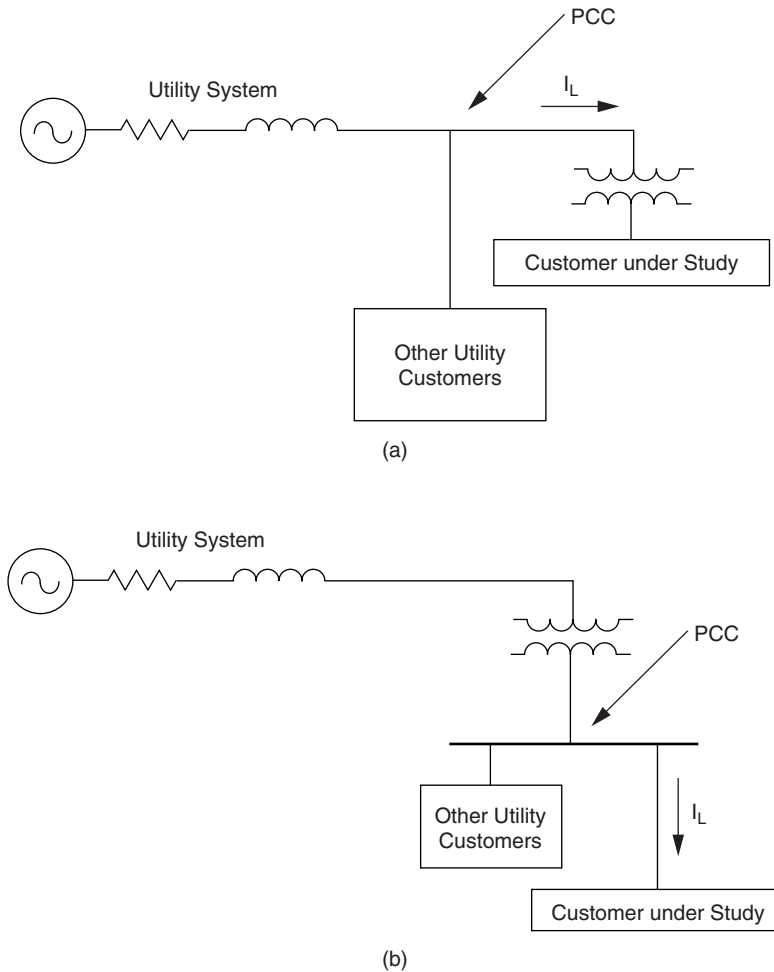 PCC
Utility System
I_L
Customer under Study
Other Utility
Customers
(a)
Utility System
PCC
Other Utility
Customers
I_L
Customer under Study
(b)